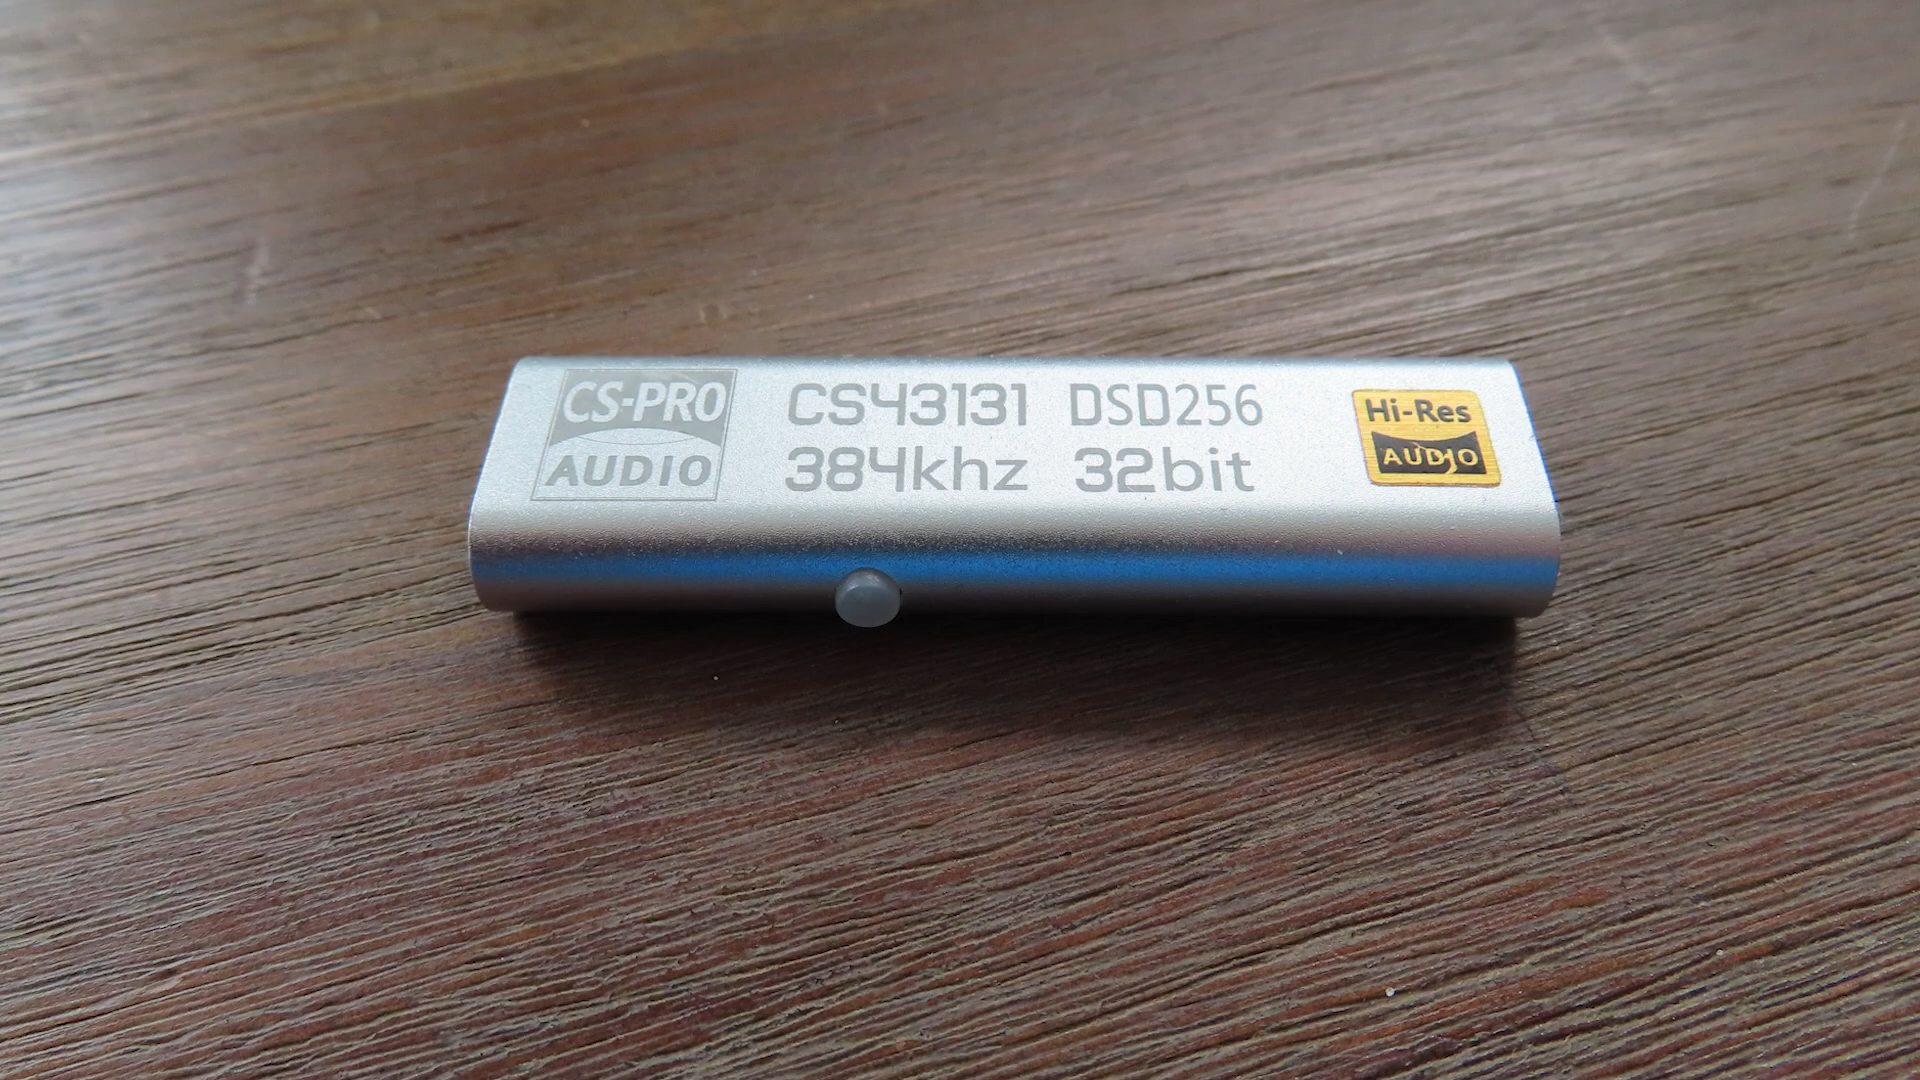 CS-PRO
AUDIO
CS43131 DSD256
384khz 32bit
Hi-Res
AUDIO